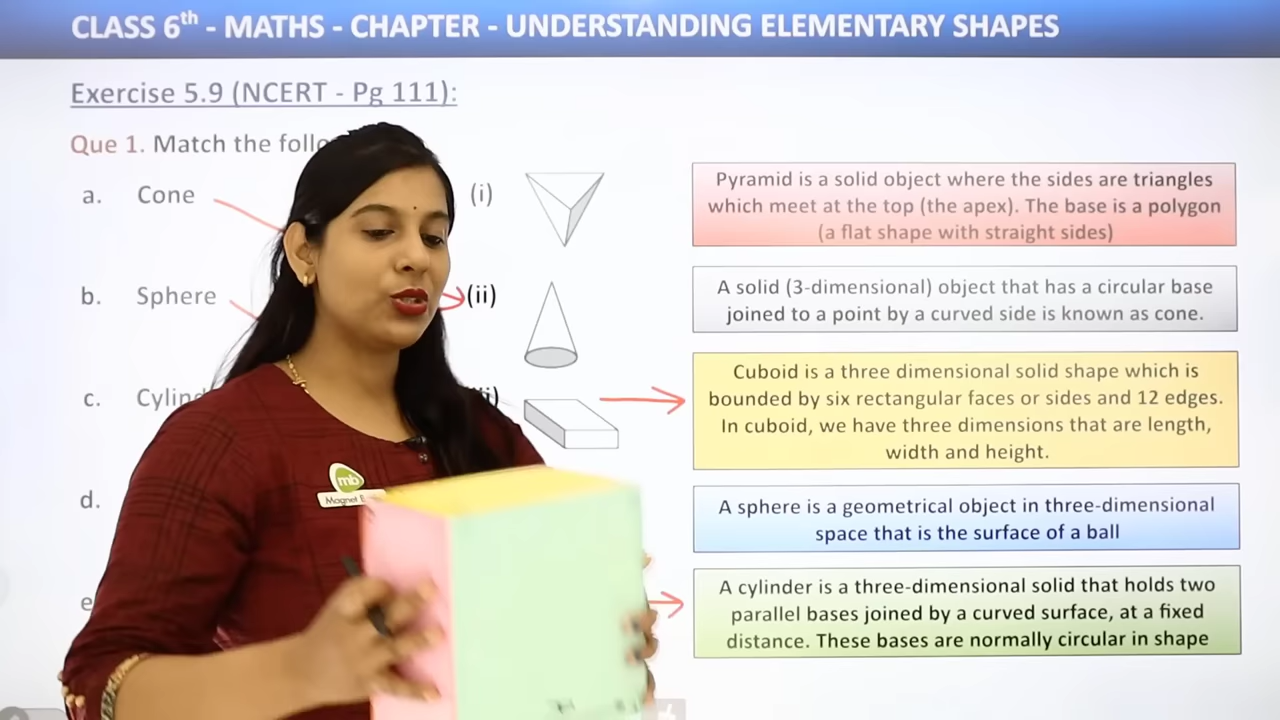 CLASS 6th - MATHS - CHAPTER - UNDERSTANDING ELEMENTARY SHAPES
Exercise 5.9 (NCERT - Pg 111):
Que 1. Match the
a. Cone
(i)
b. Sphere
(ii)
c.
d.
e
Pyramid is a solid object where the sides are triangles
which meet at the top (the apex). The base is a polygon
(a flat shape with straight sides)
A solid (3-dimensional) object that has a circular base
joined to a point by a curved side is known as cone.
Cuboid is a three dimensional solid shape which is
bounded by six rectangular faces or sides and 12 edges.
In cuboid, we have three dimensions that are length,
width and height.
A sphere is a geometrical object in three-dimensional
space that is the surface of a ball
A cylinder is a three-dimensional solid that holds two
parallel bases joined by a curved surface, at a fixed
distance. These bases are normally circular in shape
mb
Magnet